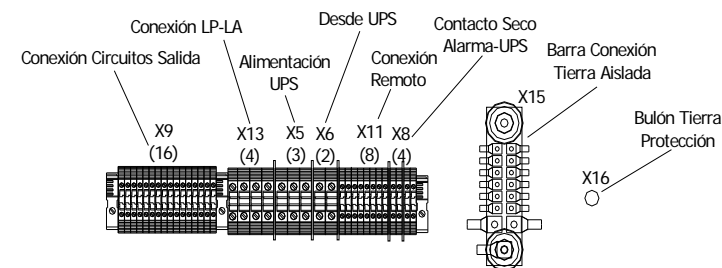 Conexión LP-LA
Desde UPS
Contacto Seco
Alarma-UPS
Conexión Circuitos Salida
Alimentación
UPS
Conexión
Remoto
Barra Conexión
Tierra Aislada
Bulón Tierra
Protección
X9
(16)
X13
(4)
X5
(3)
X6
(2)
X11
(8)
X8
(4)
X15
X16